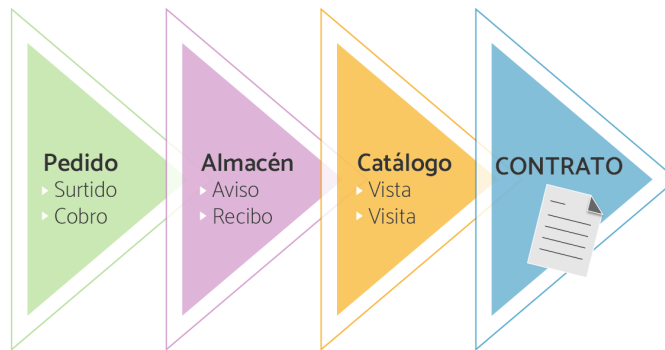 Pedido
Surtido
Cobro
Almacén
Aviso
Recibo
Catálogo
Vista
Visita
CONTRATO